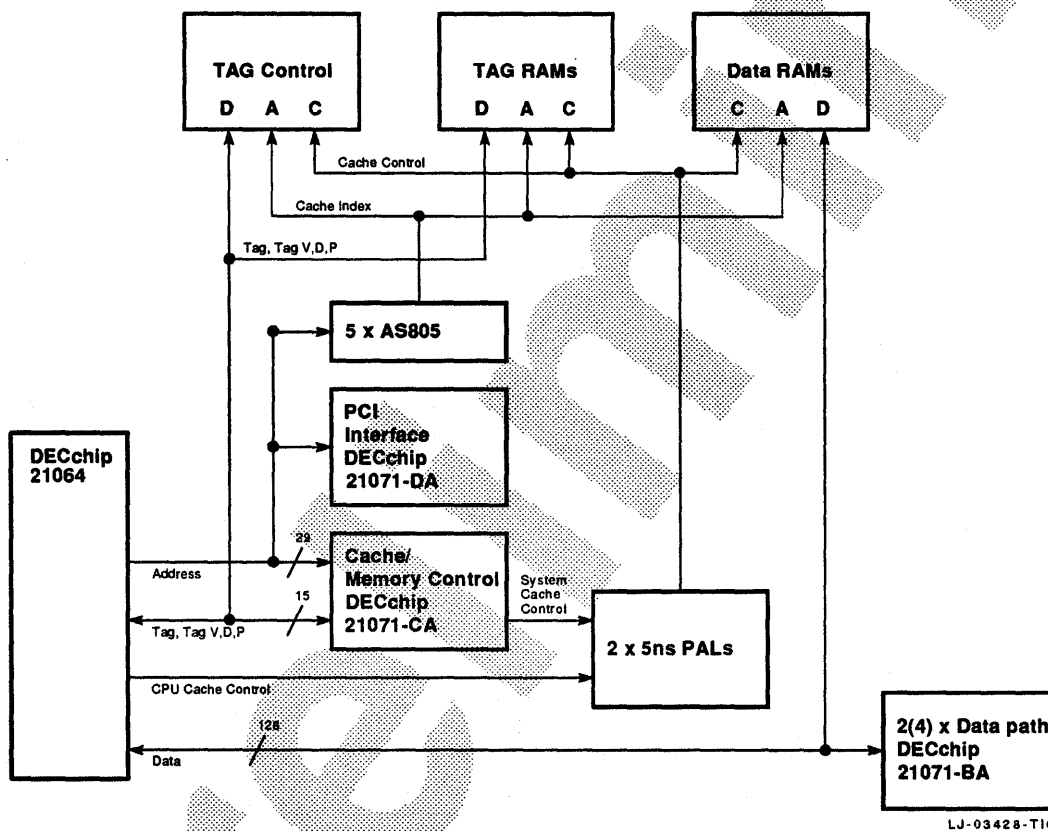 TAG Control
D A C
TAG RAMs
D A C
Data RAMs
C A D
Cache Control
Cache Index
Tag, Tag V,D,P
5 x AS805
PCI
Interface
DECchip
21071-DA
DECchip
21064
29
Address
Cache/
Memory Control
DECchip
21071-CA
15
Tag, Tag V,D,P
System
Cache
Control
2 x 5ns PALs
CPU Cache Control
128
Data
2(4) x Data path
DECchip
21071-BA